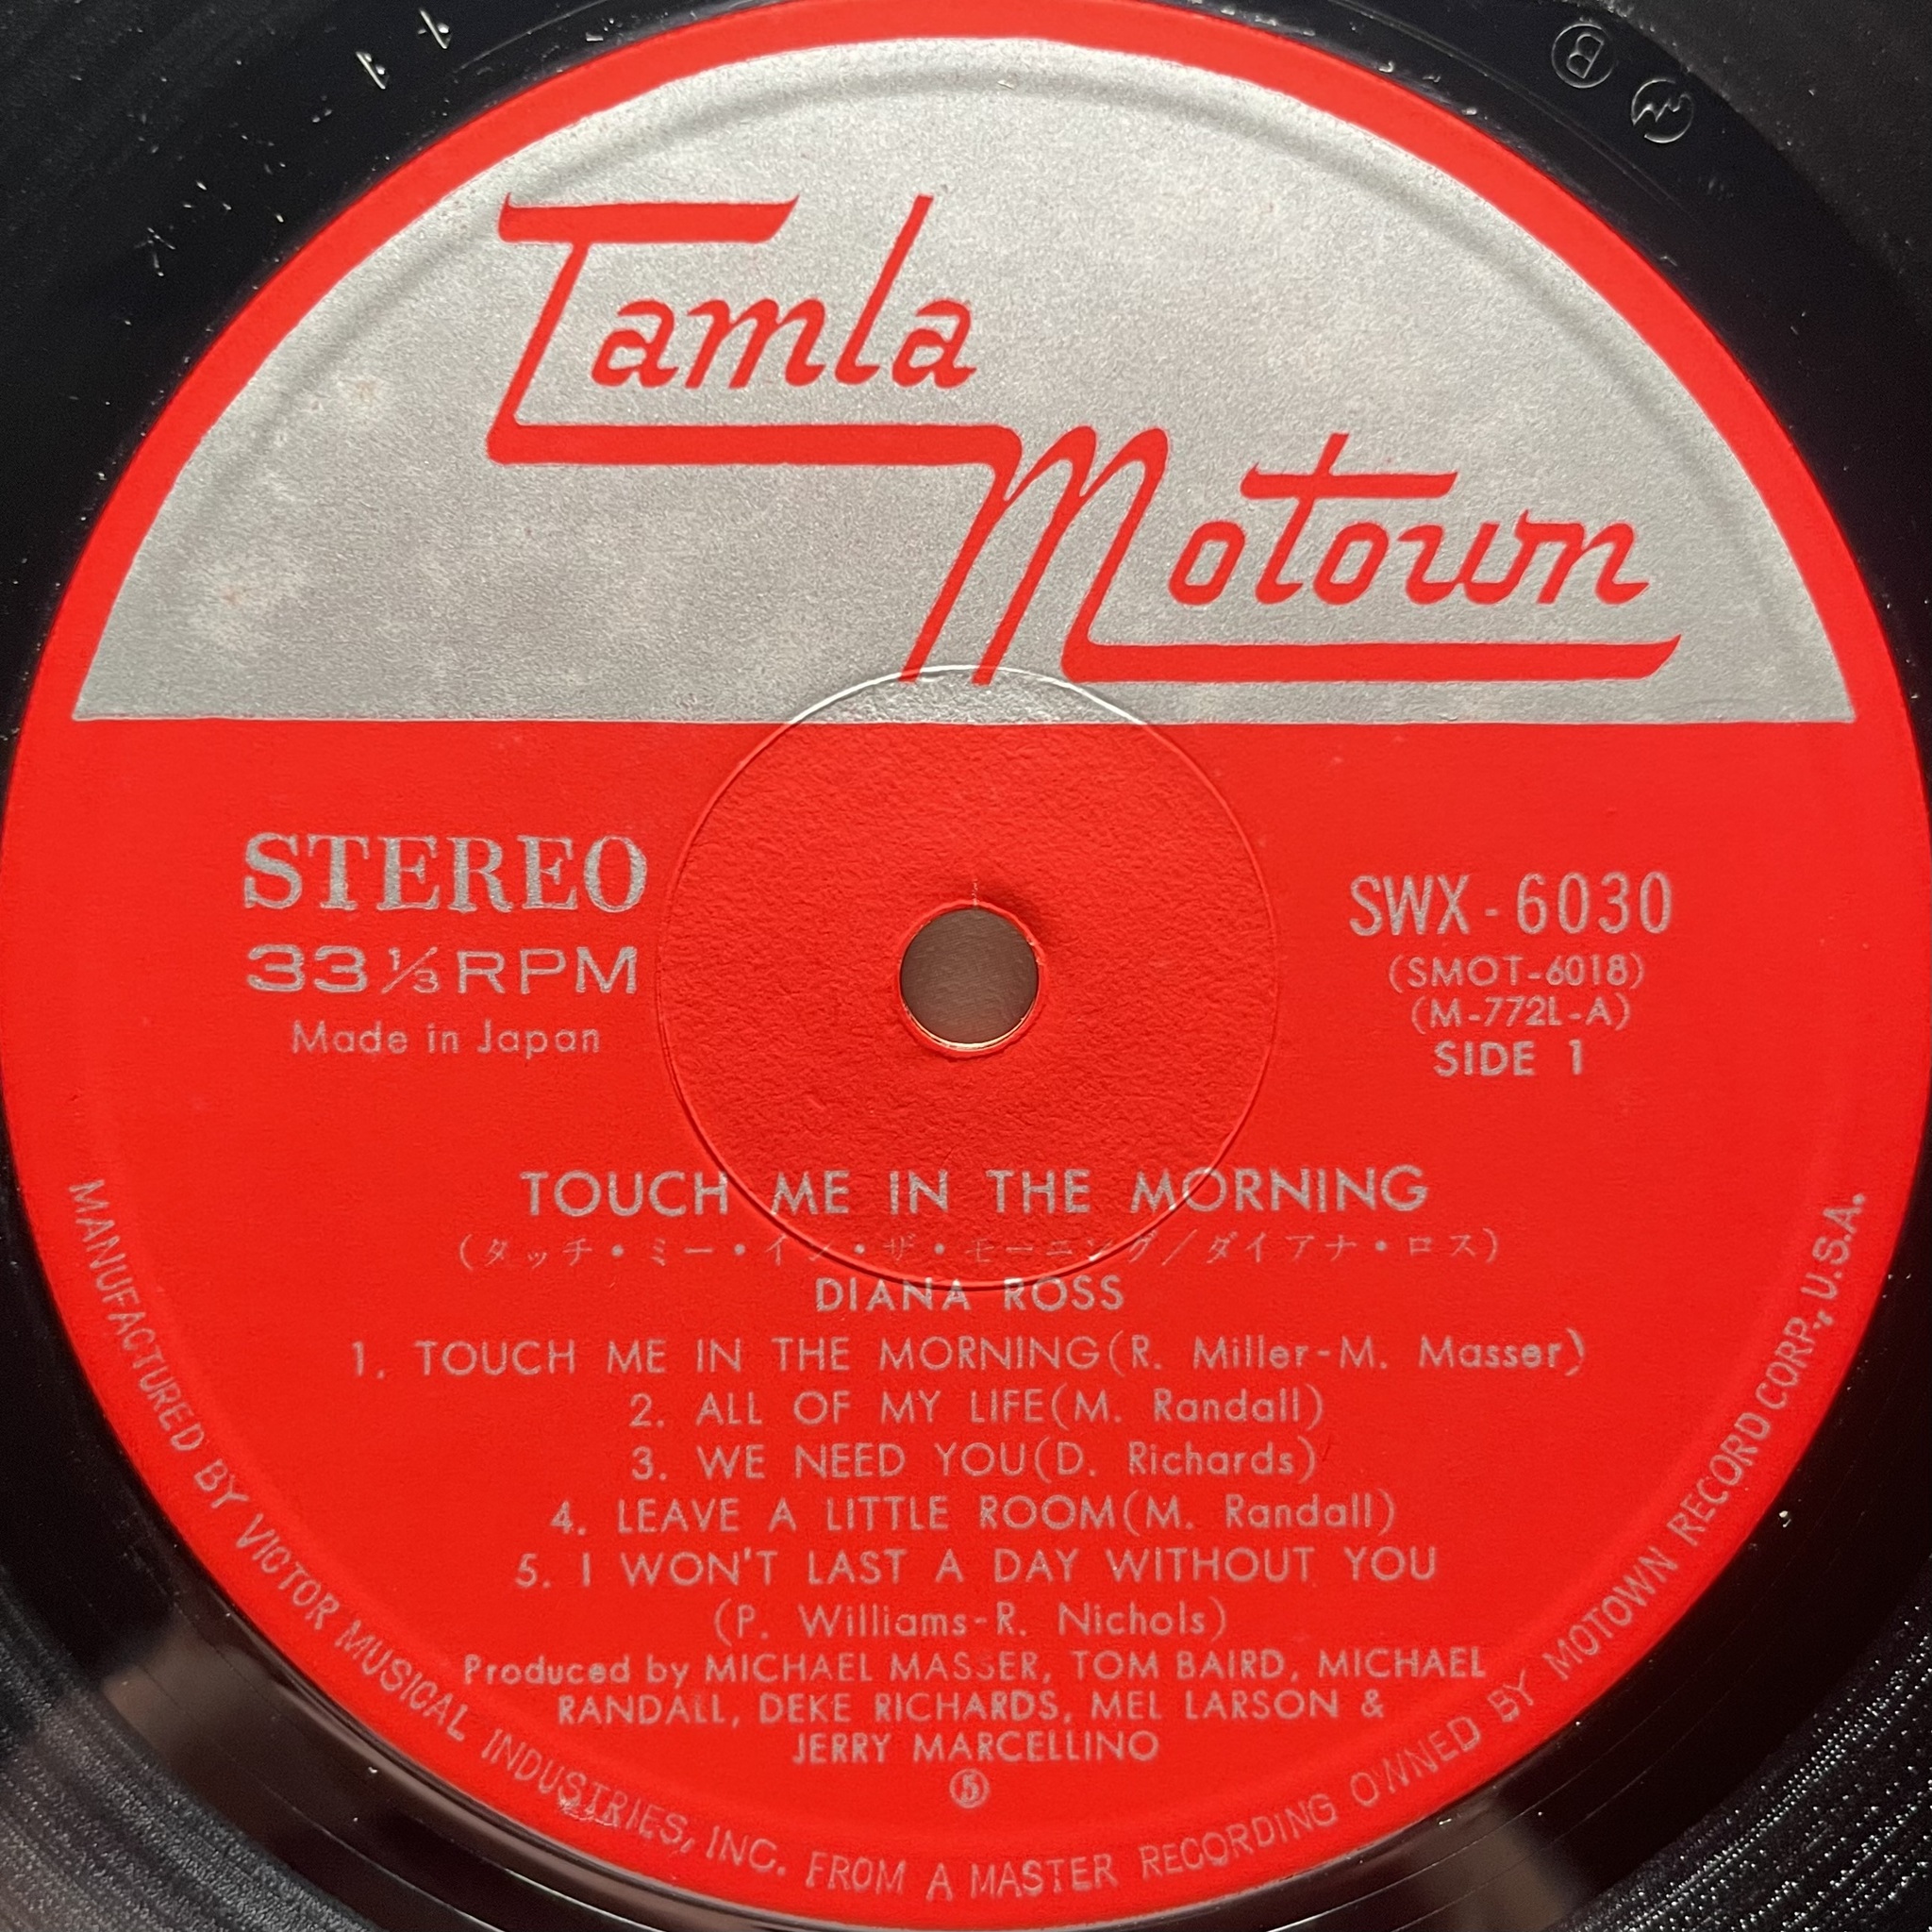 Tamla
Motown
STEREO
33⅓ RPM
Made in Japan
SWX-6030
(SMOT-6018)
(M-772L-A)
SIDE 1
TOUCH ME IN THE MORNING
(タッチ・ミー・イン・ザ・モーニング/ダイアナ・ロス)
DIANA ROSS
1. TOUCH ME IN THE MORNING(R. Miller-M. Masser)
2. ALL OF MY LIFE(M. Randall)
3. WE NEED YOU(D. Richards)
4. LEAVE A LITTLE ROOM(M. Randall)
5. I WON'T LAST A DAY WITHOUT YOU
(P. Williams-R. Nichols)
Produced by MICHAEL MASSER, TOM BAIRD, MICHAEL
RANDALL, DEKE RICHARDS, MEL LARSON &
JERRY MARCELLINO
⑤
MANUFACTURED BY VICTOR MUSICAL INDUSTRIES, INC. FROM A MASTER RECORDING OWNED BY MOTOWN RECORD CORP., U.S.A.
Ⓑ